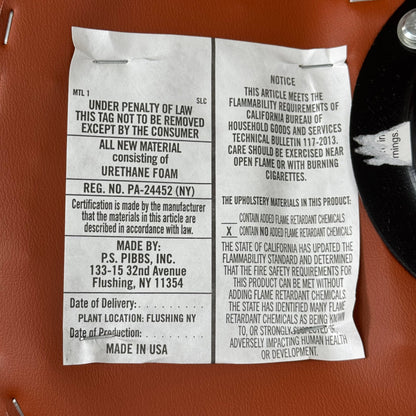 MTL 1
SLC
UNDER PENALTY OF LAW
THIS TAG NOT TO BE REMOVED
EXCEPT BY THE CONSUMER
ALL NEW MATERIAL
consisting of
URETHANE FOAM
REG. NO. PA-24452 (NY)
Certification is made by the manufacturer
that the materials in this article are
described in accordance with law.
MADE BY:
P.S. PIBBS, INC.
133-15 32nd Avenue
Flushing, NY 11354
Date of Delivery:
PLANT LOCATION: FLUSHING NY
Date of Production:
MADE IN USA
NOTICE
THIS ARTICLE MEETS THE
FLAMMABILITY REQUIREMENTS OF
CALIFORNIA BUREAU OF
HOUSEHOLD GOODS AND SERVICES
TECHNICAL BULLETIN 117-2013.
CARE SHOULD BE EXERCISED NEAR
OPEN FLAME OR WITH BURNING
CIGARETTES.
THE UPHOLSTERY MATERIALS IN THIS PRODUCT:
____ CONTAIN ADDED FLAME RETARDANT CHEMICALS
X CONTAIN NO ADDED FLAME RETARDANT CHEMICALS
THE STATE OF CALIFORNIA HAS UPDATED THE
FLAMMABILITY STANDARD AND DETERMINED
THAT THE FIRE SAFETY REQUIREMENTS FOR
THIS PRODUCT CAN BE MET WITHOUT
ADDING FLAME RETARDANT CHEMICALS.
THE STATE HAS IDENTIFIED MANY FLAME
RETARDANT CHEMICALS AS BEING KNOWN
TO, OR STRONGLY SUSPECTED OF,
ADVERSELY IMPACTING HUMAN HEALTH
OR DEVELOPMENT.